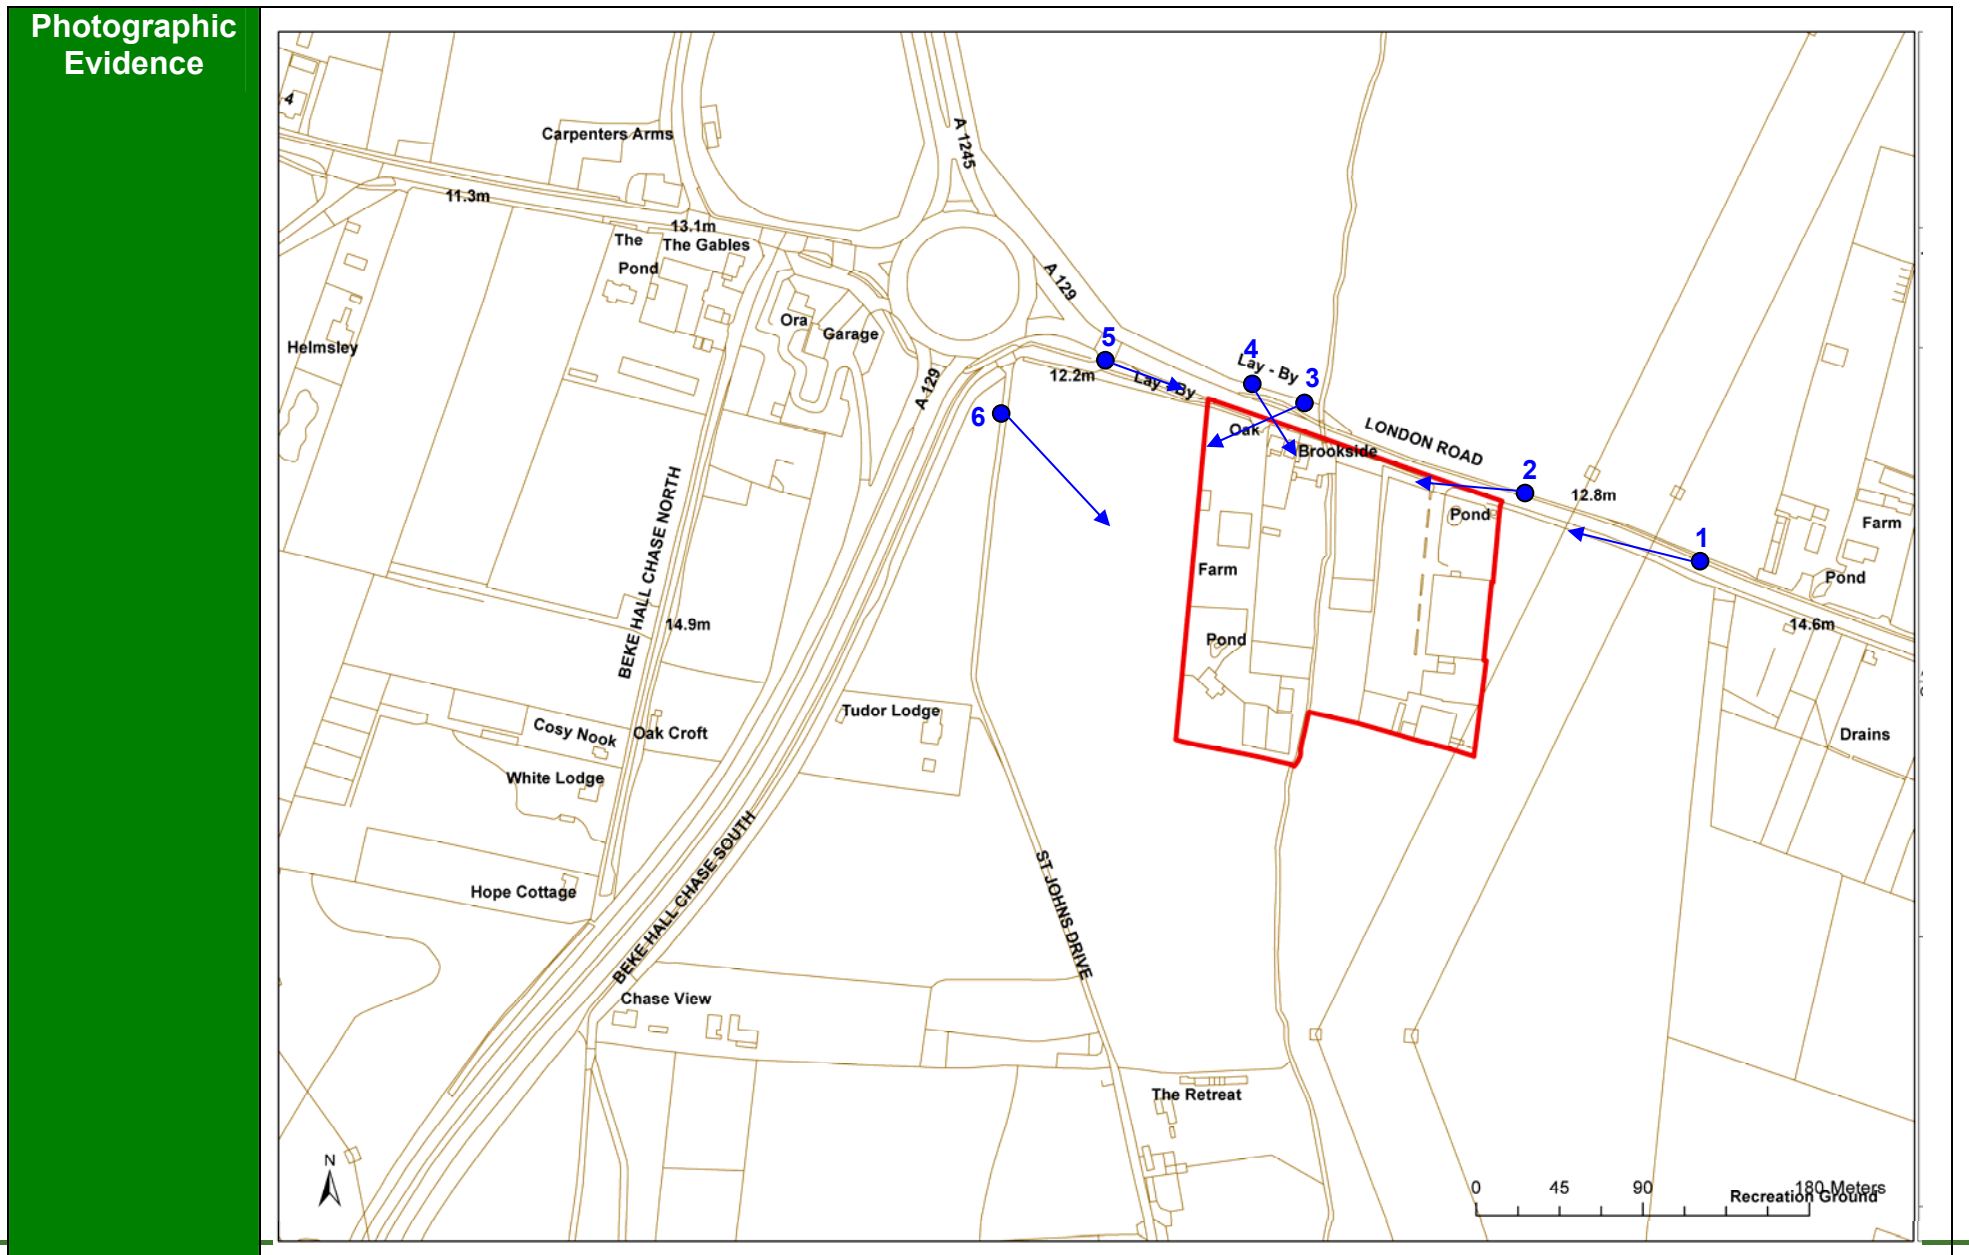 Photographic
Evidence
4
Carpenters Arms
A 1245
11.3m
13.1m
The
The Gables
Pond
A 129
Ora
Garage
Helmsley
5
4
Lay - By
3
12.2m
Lay - By
A 129
6
Oak
LONDON ROAD
Brookside
2
12.8m
Pond
1
Farm
Farm
Pond
BEKE HALL CHASE NORTH
14.9m
14.6m
Pond
Tudor Lodge
Cosy Nook
Oak Croft
Drains
White Lodge
BEKE HALL CHASE SOUTH
Hope Cottage
ST JOHNS DRIVE
Chase View
The Retreat
N
0 45 90 180 Meters
Recreation Ground